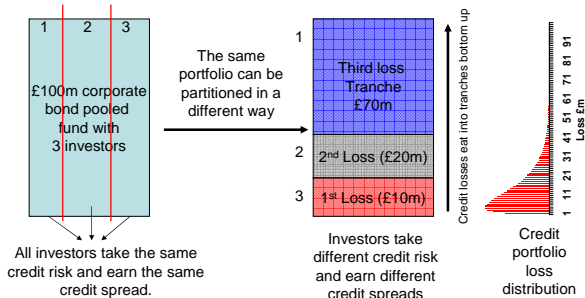 1 2 3
£100m corporate
bond pooled
fund with
3 investors
All investors take the same
credit risk and earn the same
credit spread.
The same
portfolio can be
partitioned in a
different way
1
Third loss
Tranche
£70m
2
2nd Loss (£20m)
3
1st Loss (£10m)
Investors take
different credit risk
and earn different
credit spreads
Credit losses eat into tranches bottom up
91
81
71
61
51
41
31
21
11
1
Loss £m
Credit
portfolio
loss
distribution